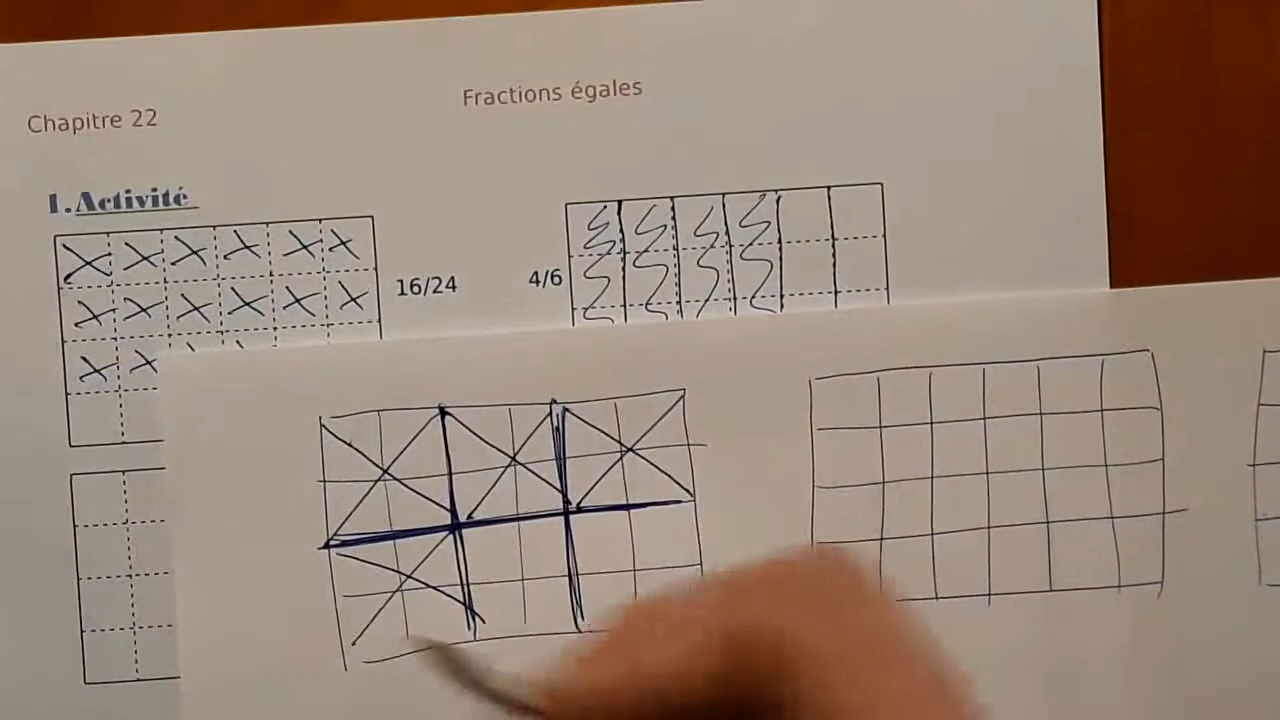 Chapitre 22
Fractions égales
1.Activité
16/24
4/6